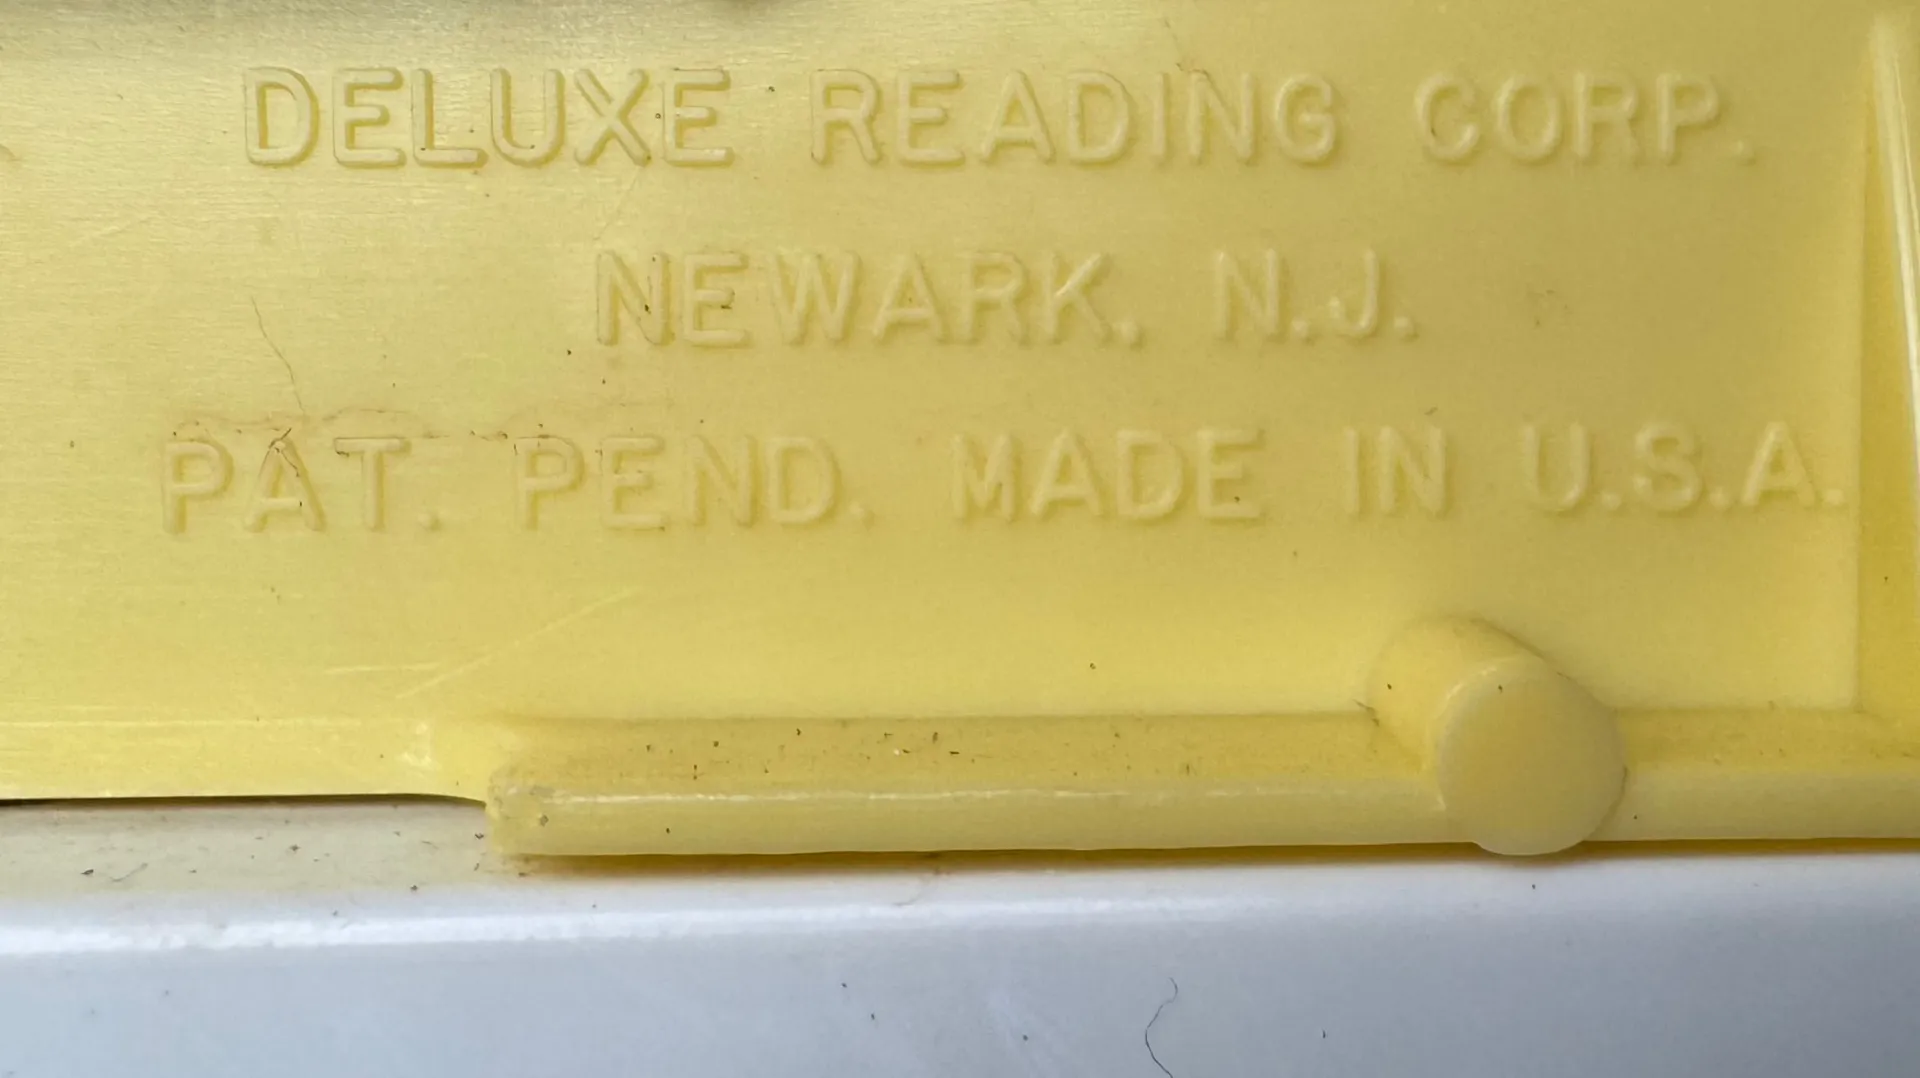 DELUXE READING CORP.
NEWARK, N.J.
PAT. PEND. MADE IN U.S.A.